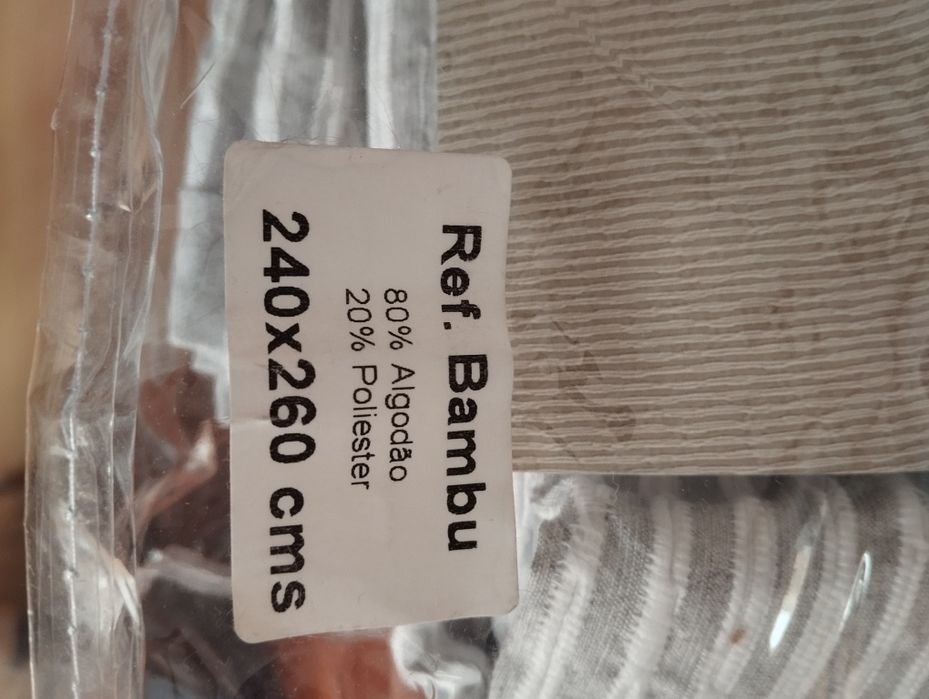 Ref. Bambu
80% Algodão
20% Poliester
240x260 cms